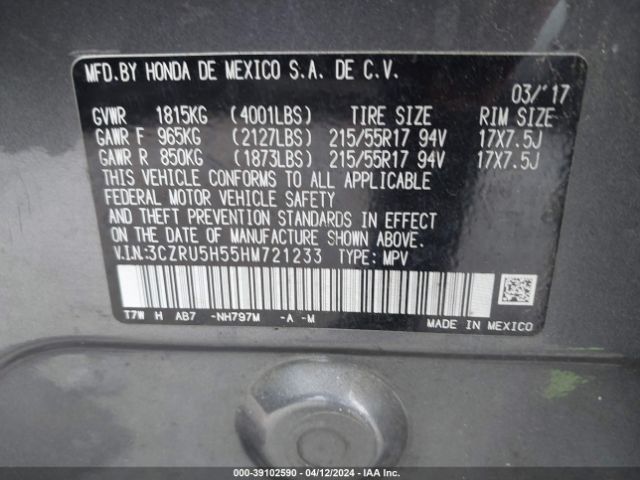 MFD.BY HONDA DE MEXICO S.A. DE C.V.
03/'17
GVWR 1815KG (4001LBS) TIRE SIZE RIM SIZE
GAWR F 965KG (2127LBS) 215/55R17 94V 17X7.5J
GAWR R 850KG (1873LBS) 215/55R17 94V 17X7.5J
THIS VEHICLE CONFORMS TO ALL APPLICABLE
FEDERAL MOTOR VEHICLE SAFETY
AND THEFT PREVENTION STANDARDS IN EFFECT
ON THE DATE OF MANUFACTURE SHOWN ABOVE.
V.I.N:3CZRU5H55HM721233 TYPE: MPV
T7W H AB7 -NH797M -A -M
MADE IN MEXICO
000-39102590 - 04/12/2024 - IAA Inc.